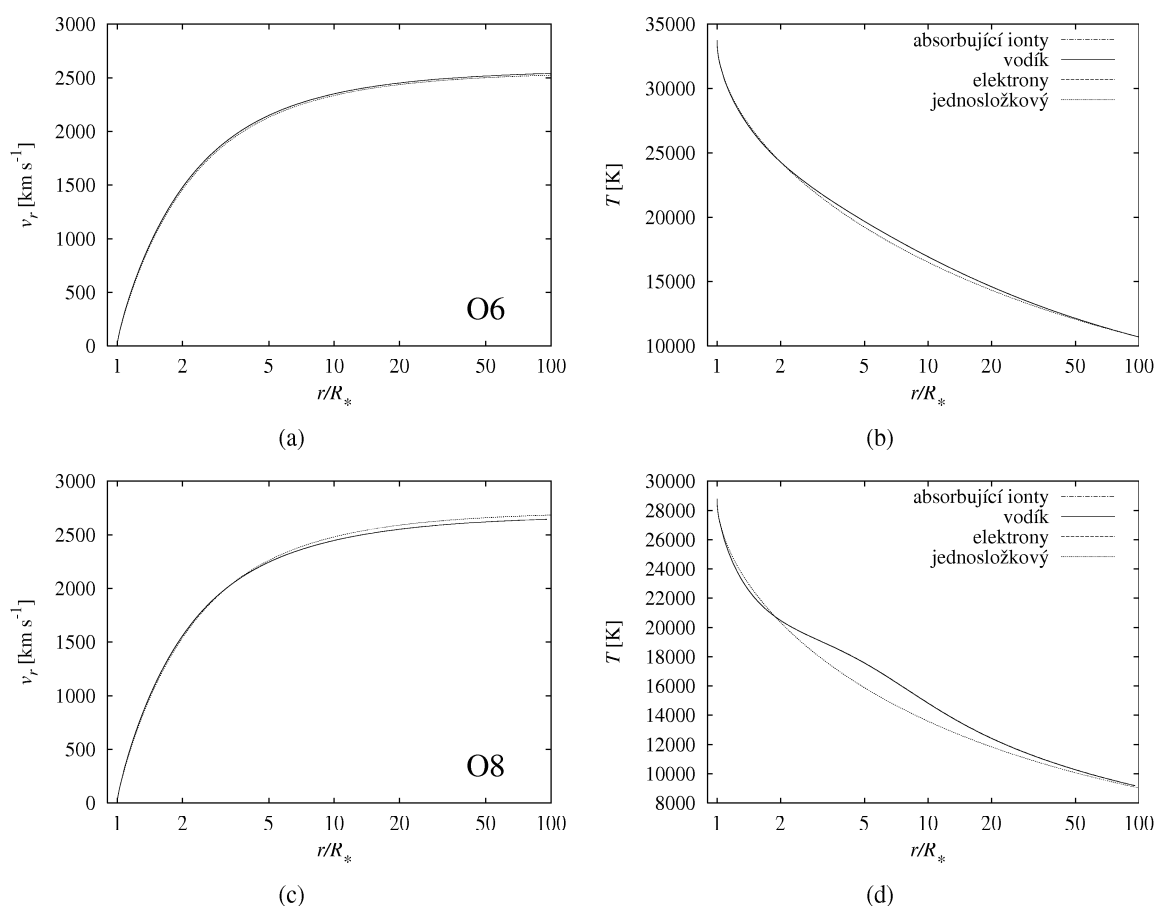 3000
2500
2000
1500
1000
500
0
v_r [km s⁻¹]
O6
1 2 5 10 20 50 100
r/R_*
(a)
35000
30000
25000
20000
15000
10000
T [K]
absorbující ionty
vodík
elektrony
jednosložkový
1 2 5 10 20 50 100
r/R_*
(b)
3000
2500
2000
1500
1000
500
0
v_r [km s⁻¹]
O8
1 2 5 10 20 50 100
r/R_*
(c)
30000
28000
26000
24000
22000
20000
18000
16000
14000
12000
10000
8000
T [K]
absorbující ionty
vodík
elektrony
jednosložkový
1 2 5 10 20 50 100
r/R_*
(d)